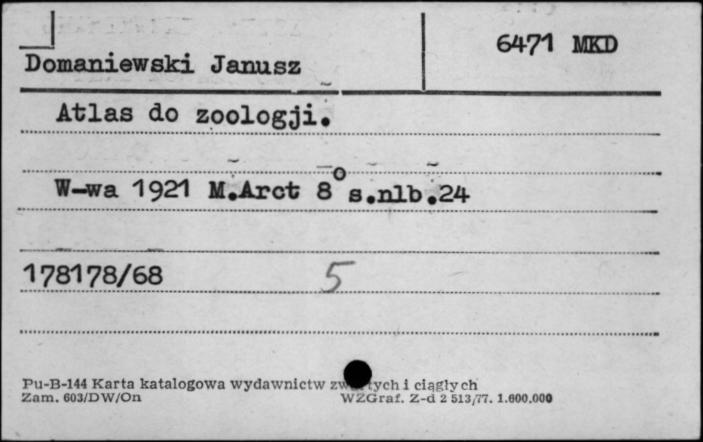 6471 MKD
Domaniewski Janusz
Atlas do zoologji.
W-wa 1921 M.Arct 8° s.nlb.24
178178/68 5
Pu-B-144 Karta katalogowa wydawnictw i ciągłych
Zam. 603/DW/On WZGraf. Z-d 2 513/77. 1.600.000